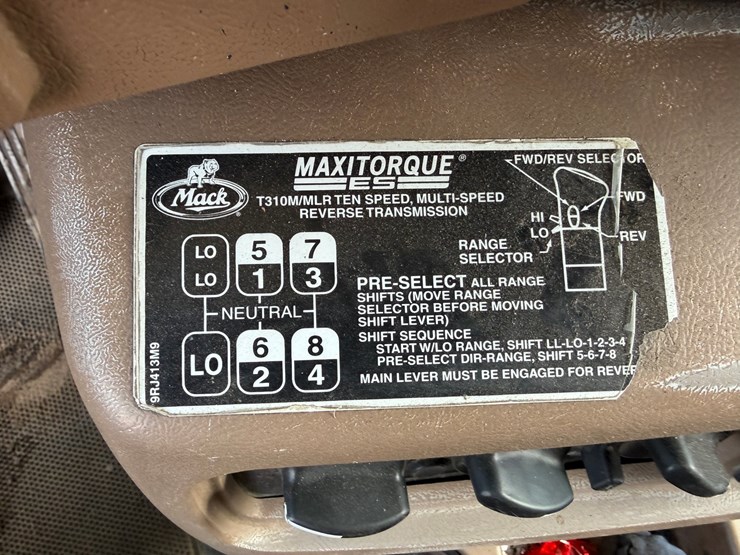 Mack
MAXITORQUE®
ES
T310M/MLR TEN SPEED, MULTI-SPEED
REVERSE TRANSMISSION
FWD/REV SELECTOR
FWD
HI
LO
REV
RANGE
SELECTOR
LO 5 7
LO 1 3
NEUTRAL
LO 6 8
2 4
PRE-SELECT ALL RANGE
SHIFTS (MOVE RANGE
SELECTOR BEFORE MOVING
SHIFT LEVER)
SHIFT SEQUENCE
START W/LO RANGE, SHIFT LL-LO-1-2-3-4
PRE-SELECT DIR-RANGE, SHIFT 5-6-7-8
MAIN LEVER MUST BE ENGAGED FOR REVER
9RJ413M9